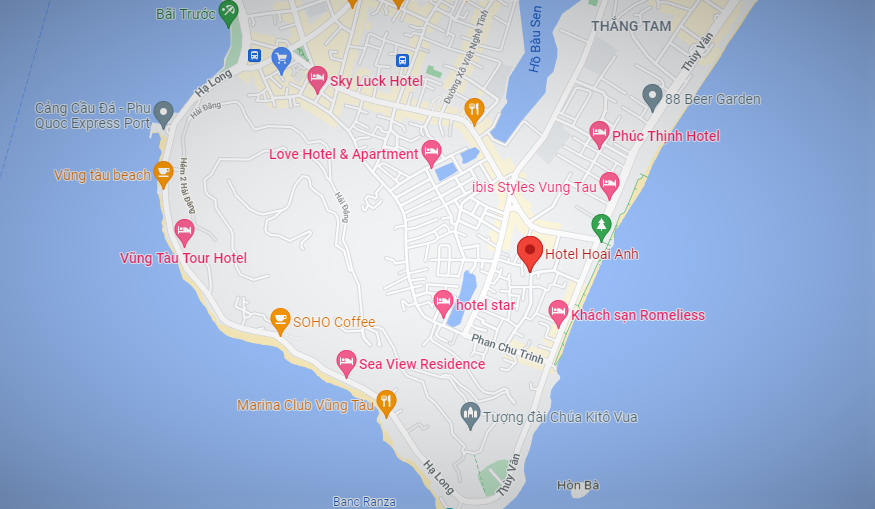 Bãi Trước
Hạ Long
Hải Đăng
Sky Luck Hotel
Đường Xô Viết Nghệ Tĩnh
Hồ Bàu Sen
THẮNG TAM
Thùy Vân
88 Beer Garden
Cảng Cầu Đá - Phu
Quoc Express Port
Phúc Thịnh Hotel
Love Hotel & Apartment
Vũng tàu beach
Hẻm 2 Hải Đăng
Hải Đăng
ibis Styles Vung Tau
Vũng Tàu Tour Hotel
Hotel Hoai Anh
hotel star
Khách sạn Romeliess
SOHO Coffee
Phan Chu Trinh
Sea View Residence
Marina Club Vũng Tàu
Tượng đài Chúa Kitô Vua
Hạ Long
Thùy Vân
Hòn Bà
Banc Ranza